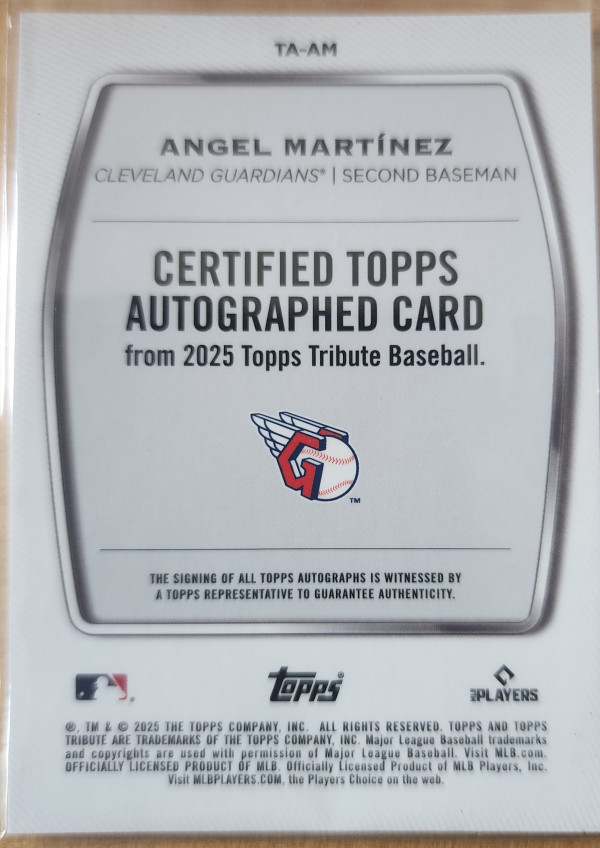 TA-AM
ANGEL MARTÍNEZ
CLEVELAND GUARDIANS® | SECOND BASEMAN
CERTIFIED TOPPS
AUTOGRAPHED CARD
from 2025 Topps Tribute Baseball.
G
TM
THE SIGNING OF ALL TOPPS AUTOGRAPHS IS WITNESSED BY
A TOPPS REPRESENTATIVE TO GUARANTEE AUTHENTICITY.
Topps®
MLB PLAYERS
®, TM & © 2025 THE TOPPS COMPANY, INC. ALL RIGHTS RESERVED. TOPPS AND TOPPS
TRIBUTE ARE TRADEMARKS OF THE TOPPS COMPANY, INC. Major League Baseball trademarks
and copyrights are used with permission of Major League Baseball. Visit MLB.com.
OFFICIALLY LICENSED PRODUCT OF MLB. Officially Licensed Product of MLB Players, Inc.
Visit MLBPLAYERS.COM, the Players Choice on the web.